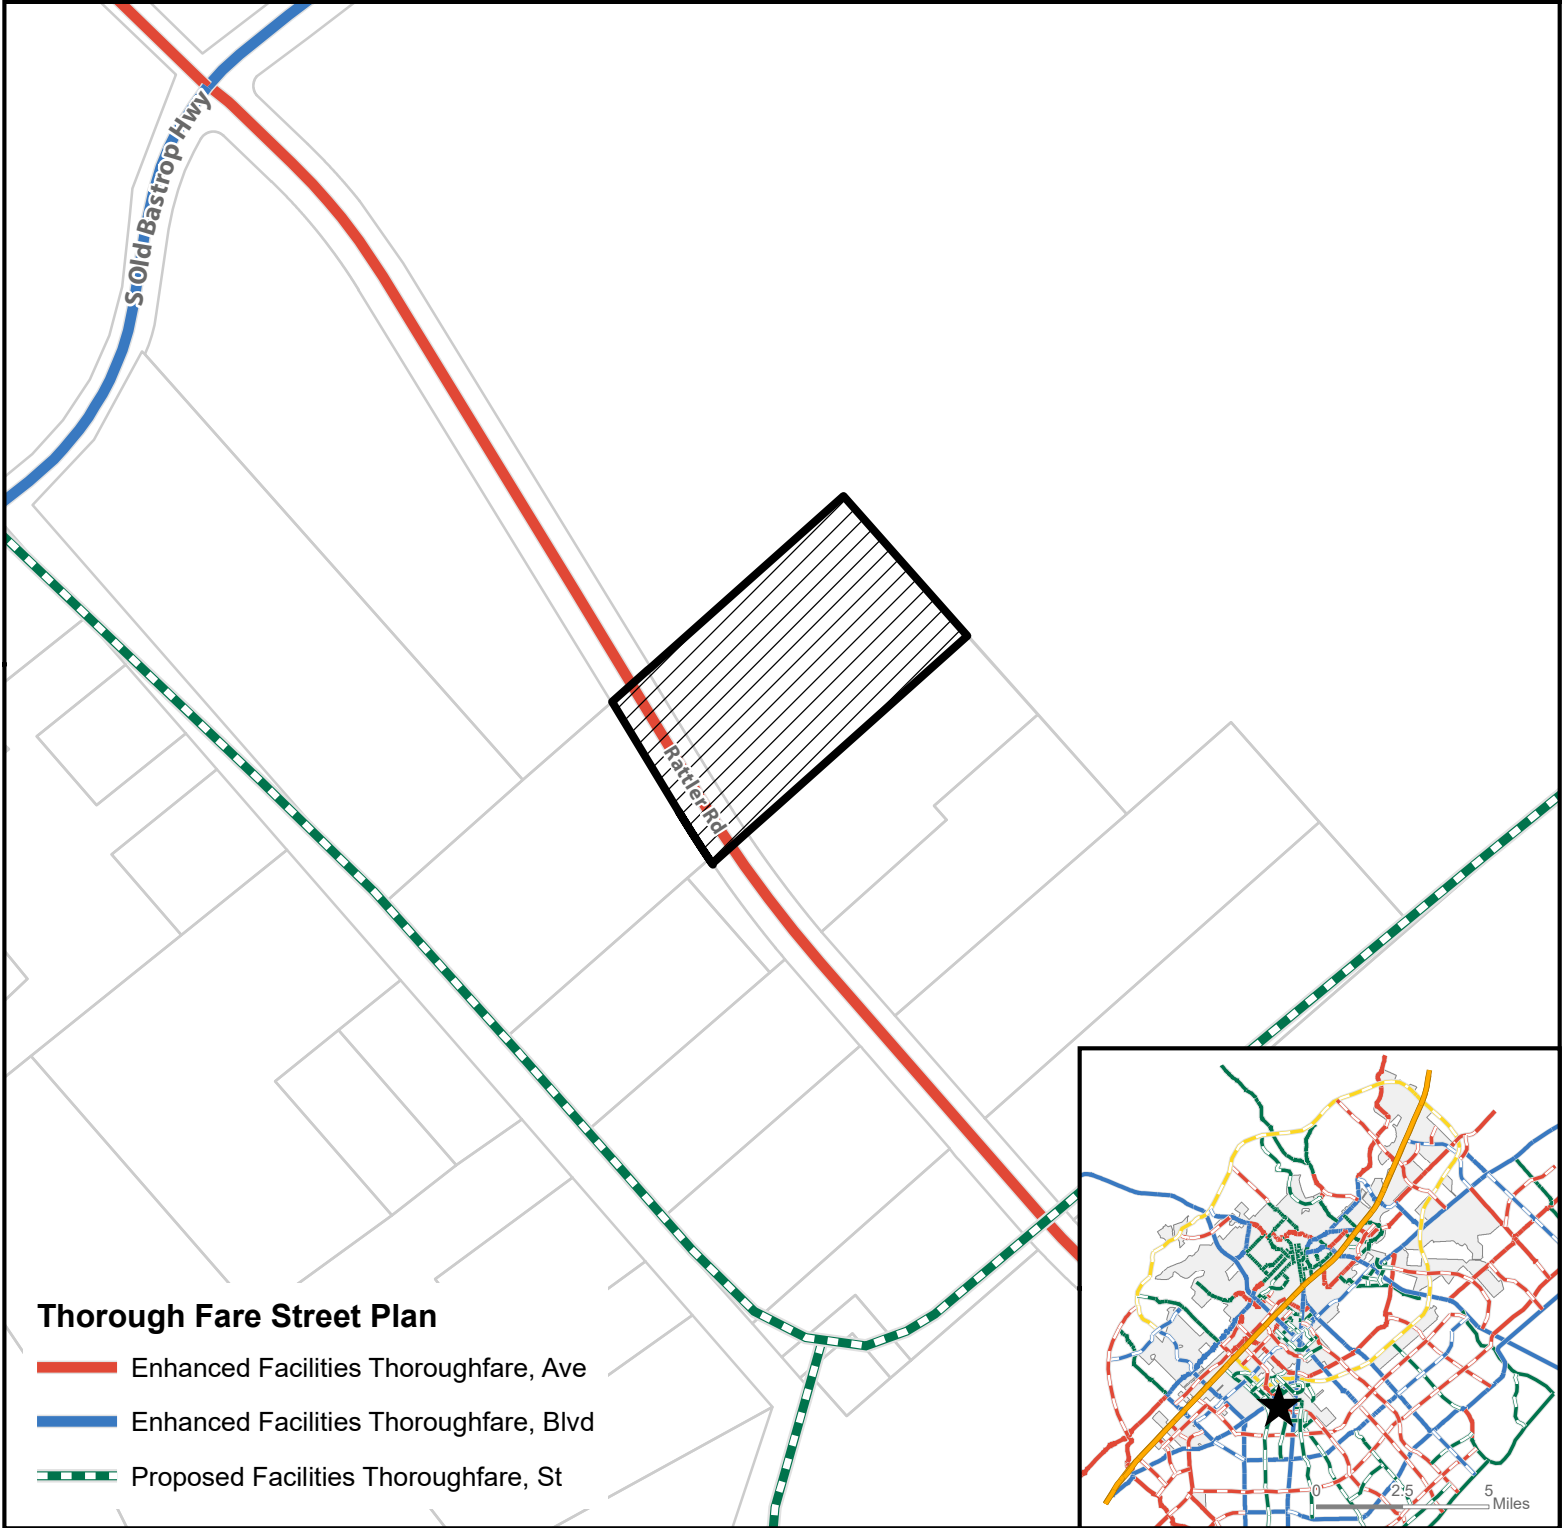 S Old Bastrop Hwy
Rattler Rd
Thorough Fare Street Plan
Enhanced Facilities Thoroughfare, Ave
Enhanced Facilities Thoroughfare, Blvd
Proposed Facilities Thoroughfare, St
0 2.5 5
Miles